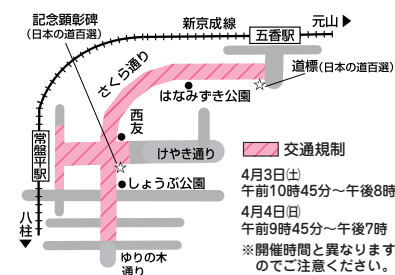 記念顕彰碑
(日本の道百選)
新京成線
元山▶
五香駅
さくら通り
道標(日本の道百選)
はなみずき公園
西友
常盤平駅
けやき通り
しょうぶ公園
八柱▼
ゆりの木
通り
交通規制
4月3日㊏
午前10時45分〜午後8時
4月4日㊐
午前9時45分〜午後7時
※開催時間と異なります
のでご注意ください。